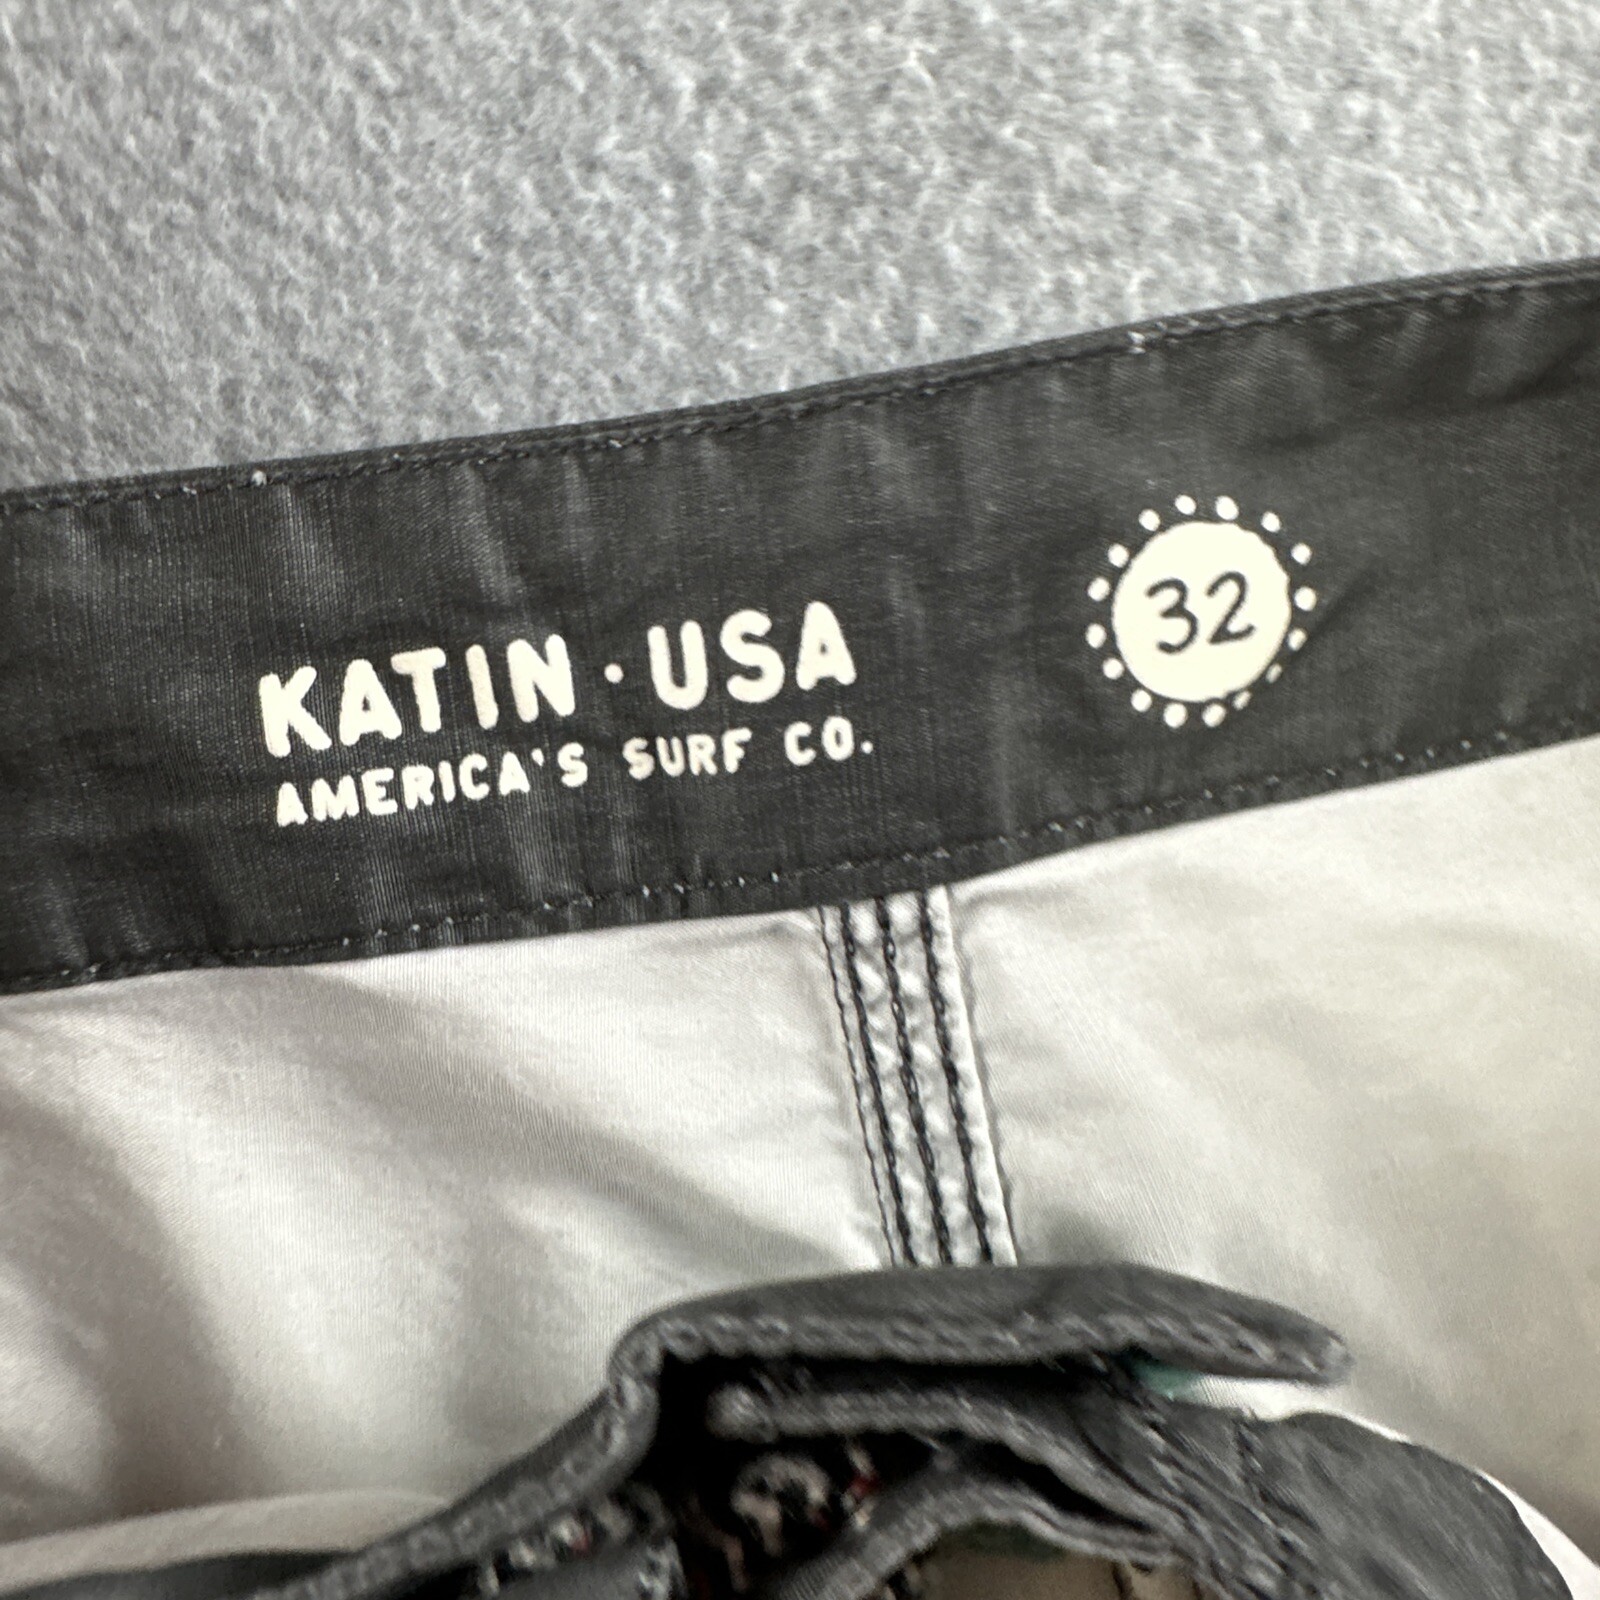 KATIN · USA
AMERICA'S SURF CO.
32